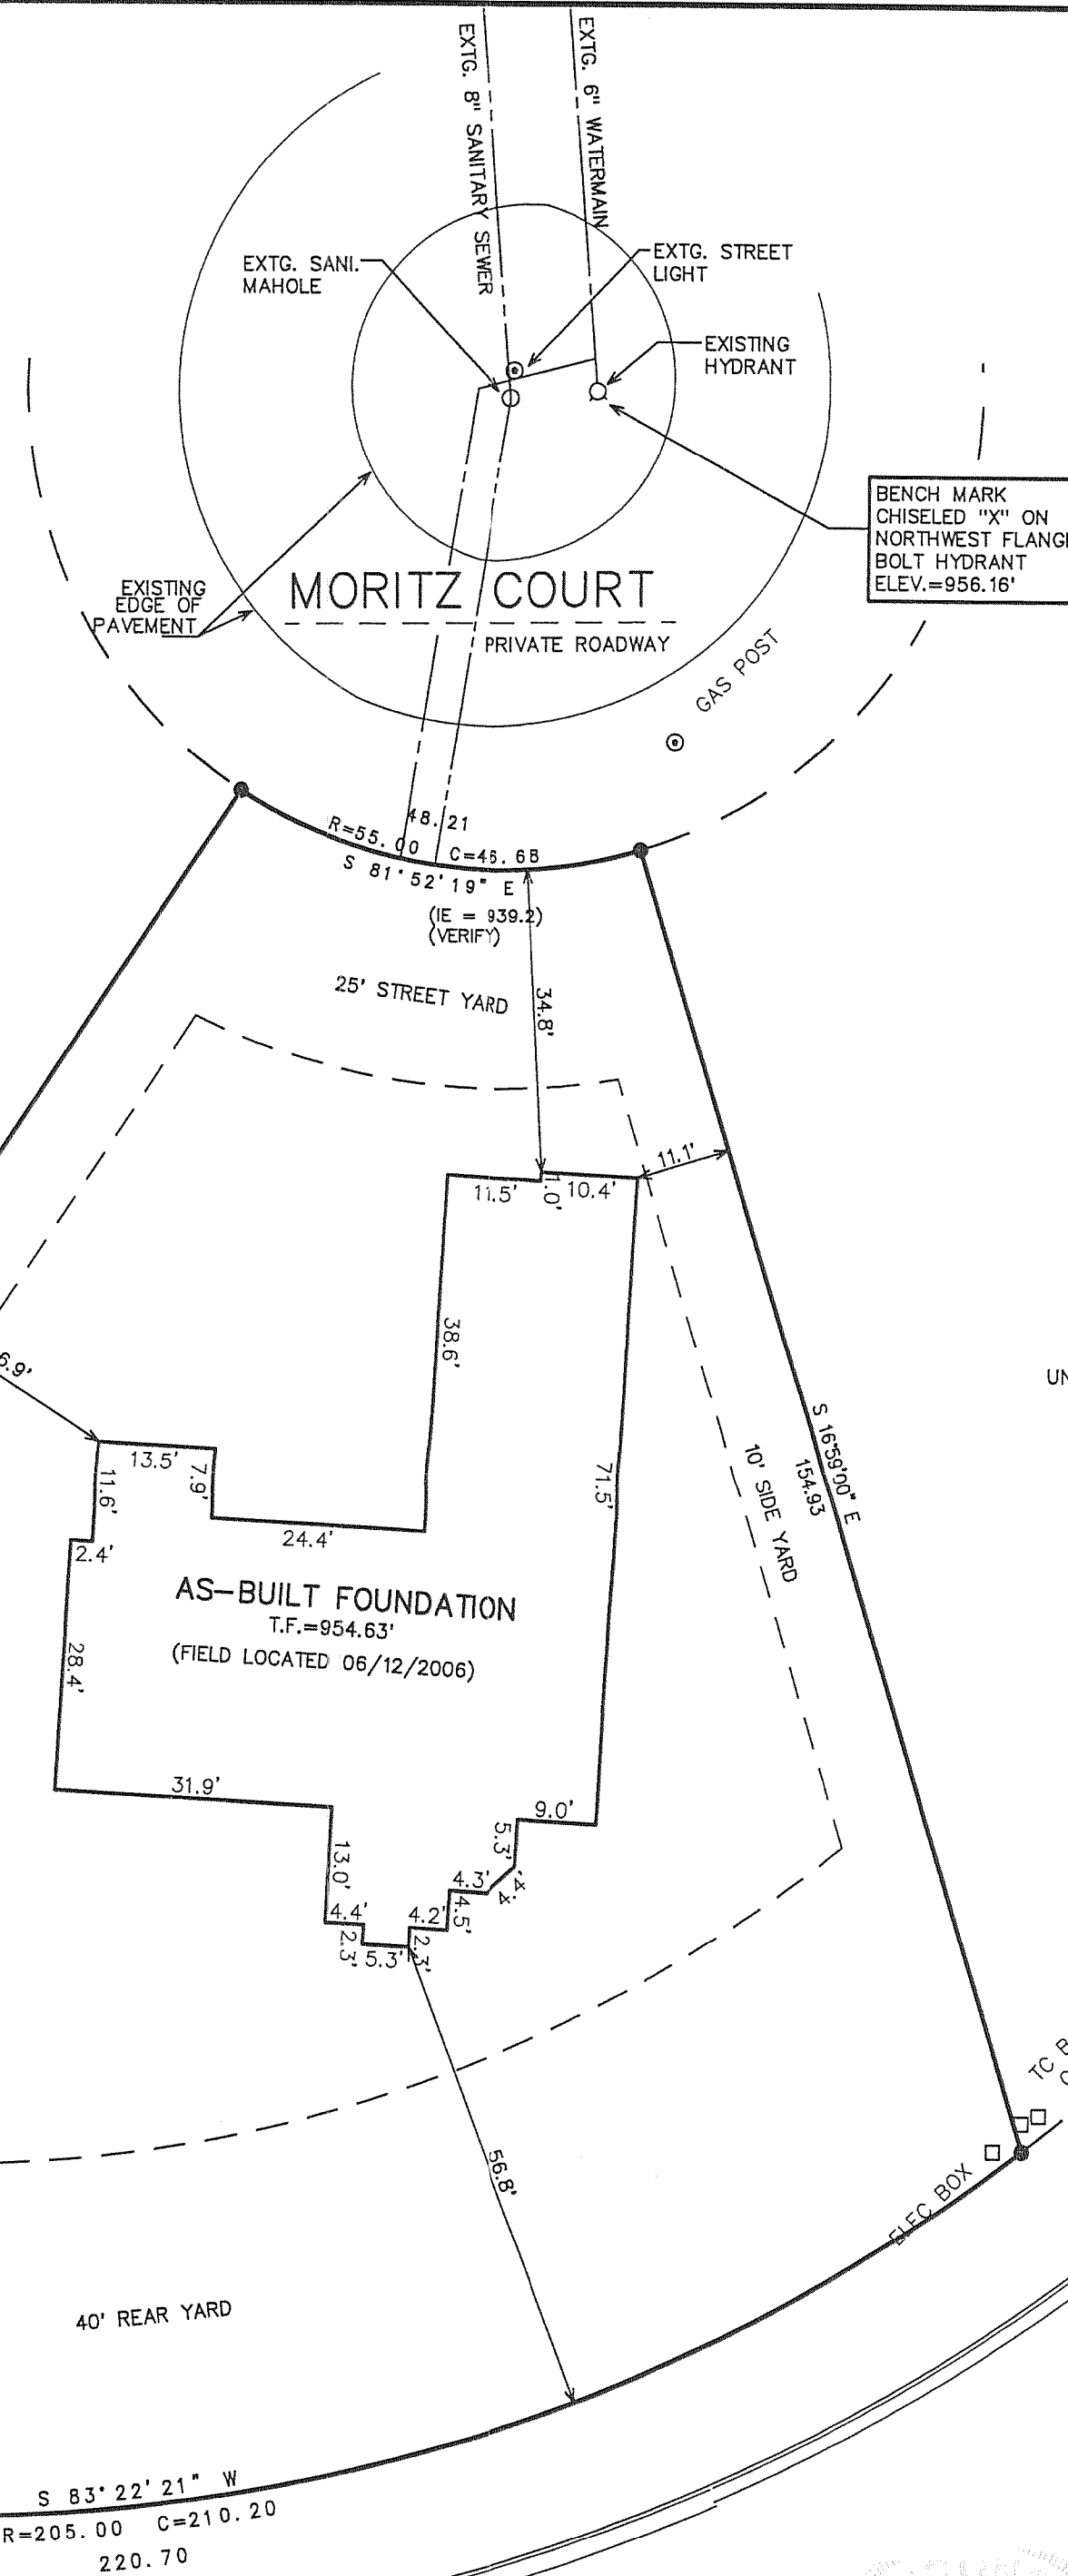 EXTG. 8" SANITARY SEWER
EXTG. 6" WATERMAIN
EXTG. SANI.
MAHOLE
EXTG. STREET
LIGHT
EXISTING
HYDRANT
BENCH MARK
CHISELED "X" ON
NORTHWEST FLANGE
BOLT HYDRANT
ELEV.=956.16'
EXISTING
EDGE OF
PAVEMENT
MORITZ COURT
PRIVATE ROADWAY
GAS POST
48.21
R=55.00 C=46.68
S 81°52'19" E
(IE = 939.2)
(VERIFY)
25' STREET YARD
34.8'
11.1'
11.5'
1.0'
10.4'
38.6'
6.9'
UN
13.5'
7.9'
11.6'
71.5'
S 16°59'00" E
154.93
10' SIDE YARD
24.4'
2.4'
AS-BUILT FOUNDATION
T.F.=954.63'
(FIELD LOCATED 06/12/2006)
28.4'
31.9'
9.0'
5.3'
13.0'
4.3'
4.4'
4.4'
4.2'
4.5'
2.3'
5.3'
2.3'
TC B
56.8'
ELEC BOX
40' REAR YARD
S 83°22'21" W
R=205.00 C=210.20
220.70